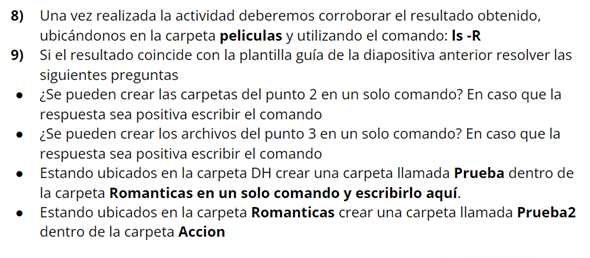 8) Una vez realizada la actividad deberemos corroborar el resultado obtenido,
ubicándonos en la carpeta peliculas y utilizando el comando: ls -R
9) Si el resultado coincide con la plantilla guía de la diapositiva anterior resolver las
siguientes preguntas
● ¿Se pueden crear las carpetas del punto 2 en un solo comando? En caso que la
respuesta sea positiva escribir el comando
● ¿Se pueden crear los archivos del punto 3 en un solo comando? En caso que la
respuesta sea positiva escribir el comando
● Estando ubicados en la carpeta DH crear una carpeta llamada Prueba dentro de
la carpeta Romanticas en un solo comando y escribirlo aquí.
● Estando ubicados en la carpeta Romanticas crear una carpeta llamada Prueba2
dentro de la carpeta Accion